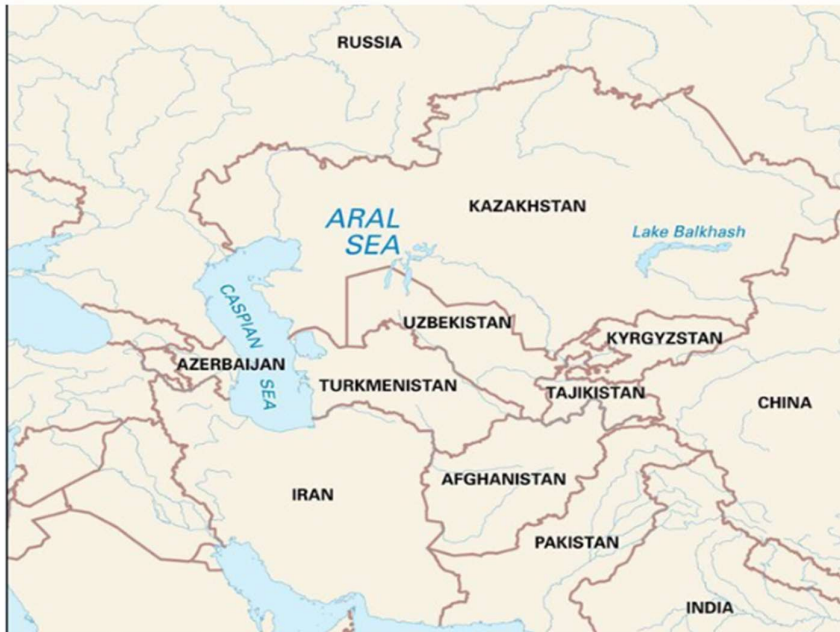 RUSSIA
KAZAKHSTAN
ARAL
SEA
Lake Balkhash
CASPIAN SEA
UZBEKISTAN
KYRGYZSTAN
AZERBAIJAN
TURKMENISTAN
TAJIKISTAN
CHINA
AFGHANISTAN
IRAN
PAKISTAN
INDIA